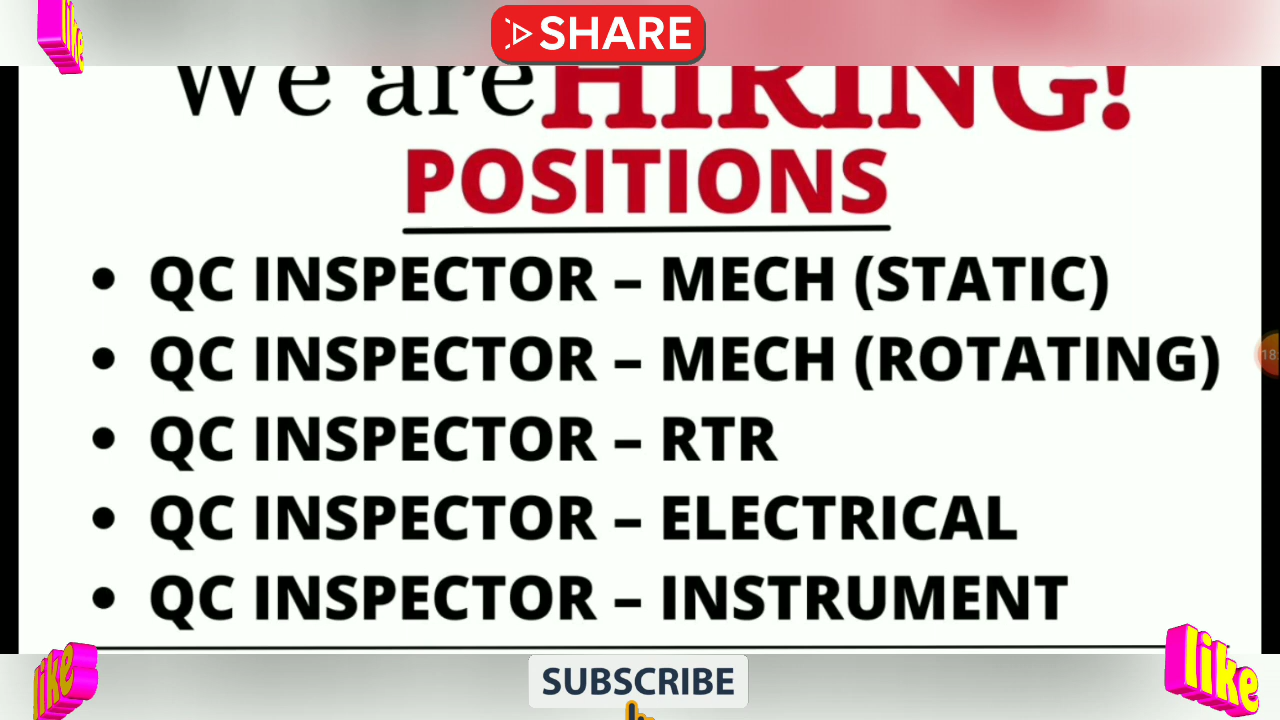 like
SHARE
We are HIRING!
POSITIONS
• QC INSPECTOR – MECH (STATIC)
• QC INSPECTOR – MECH (ROTATING)
• QC INSPECTOR – RTR
• QC INSPECTOR – ELECTRICAL
• QC INSPECTOR – INSTRUMENT
18
like
SUBSCRIBE
like